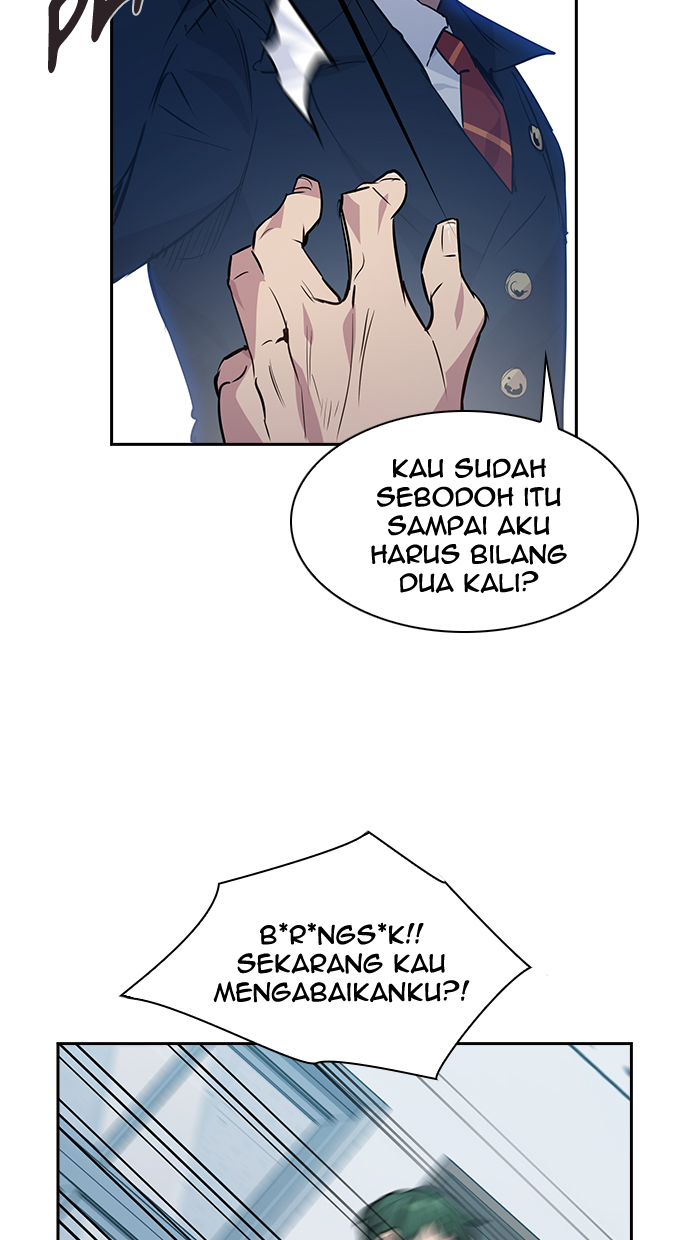 KAU SUDAH
SEBODOH ITU
SAMPAI AKU
HARUS BILANG
DUA KALI?
B*R*NGS*K!!
SEKARANG KAU
MENGABAIKANKU?!